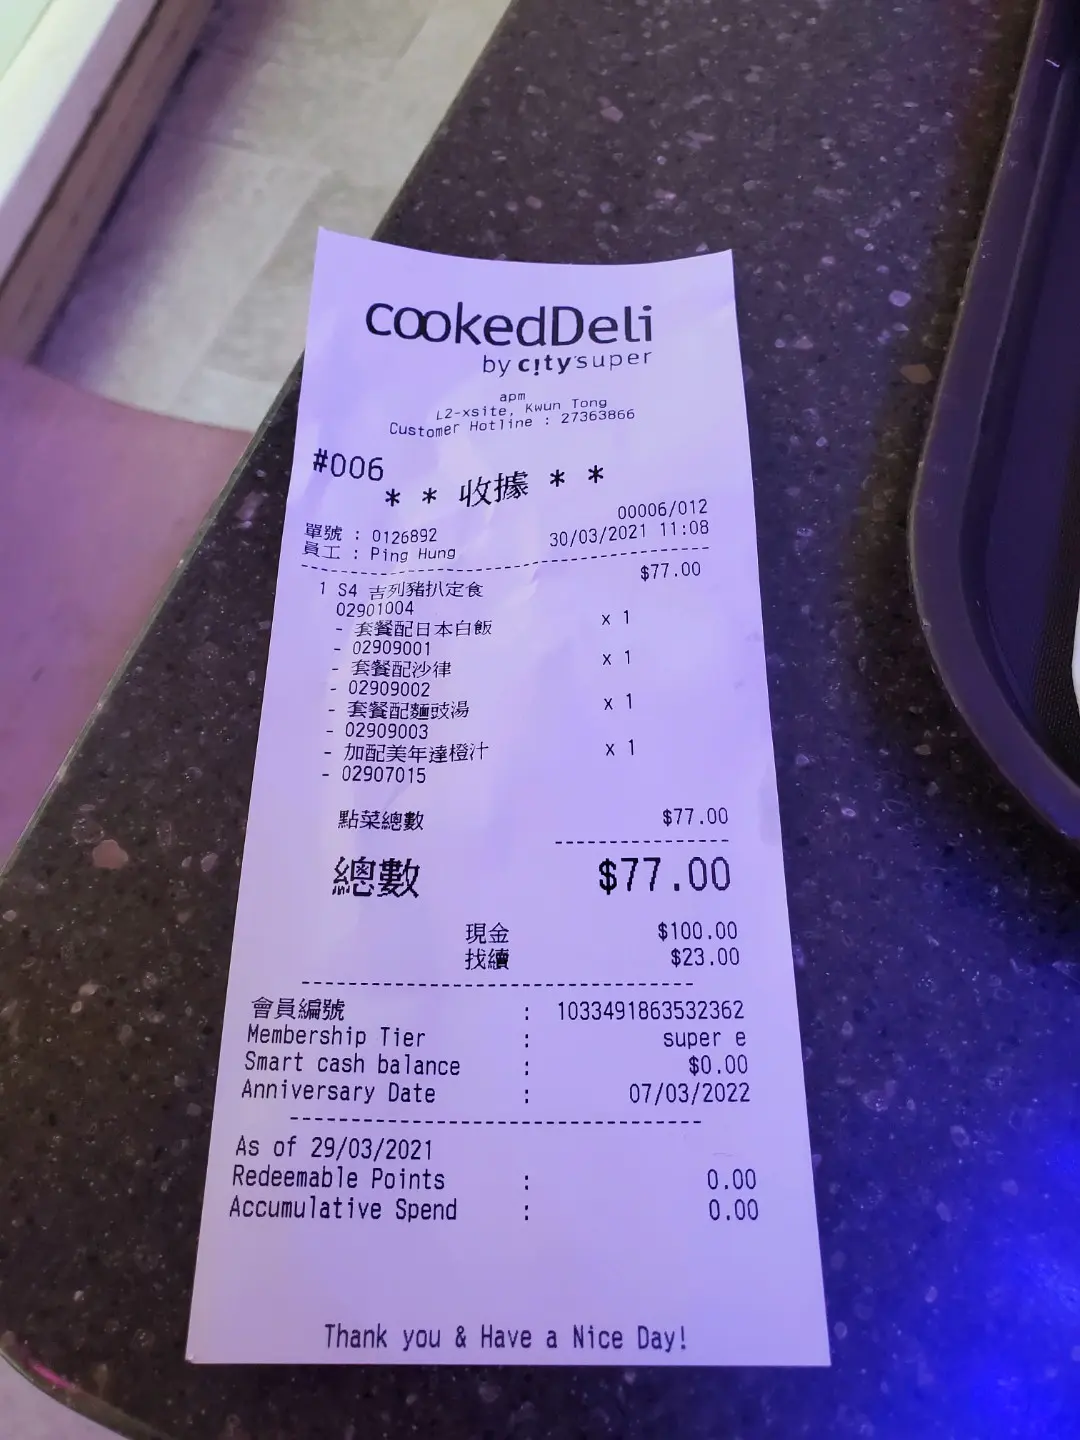 cookedDeli
by c!ty'super
apm
L2-xsite, Kwun Tong
Customer Hotline : 27363866
#006
* * 收據 * *
00006/012
單號 : 0126892 30/03/2021 11:08
員工 : Ping Hung
1 S4 吉列豬扒定食 $77.00
02901004
- 套餐配日本白飯 x 1
- 02909001
- 套餐配沙律 x 1
- 02909002
- 套餐配麵豉湯 x 1
- 02909003
- 加配美年達橙汁 x 1
- 02907015
點菜總數 $77.00
總數 $77.00
現金 $100.00
找續 $23.00
會員編號 : 1033491863532362
Membership Tier : super e
Smart cash balance : $0.00
Anniversary Date : 07/03/2022
As of 29/03/2021
Redeemable Points : 0.00
Accumulative Spend : 0.00
Thank you & Have a Nice Day!